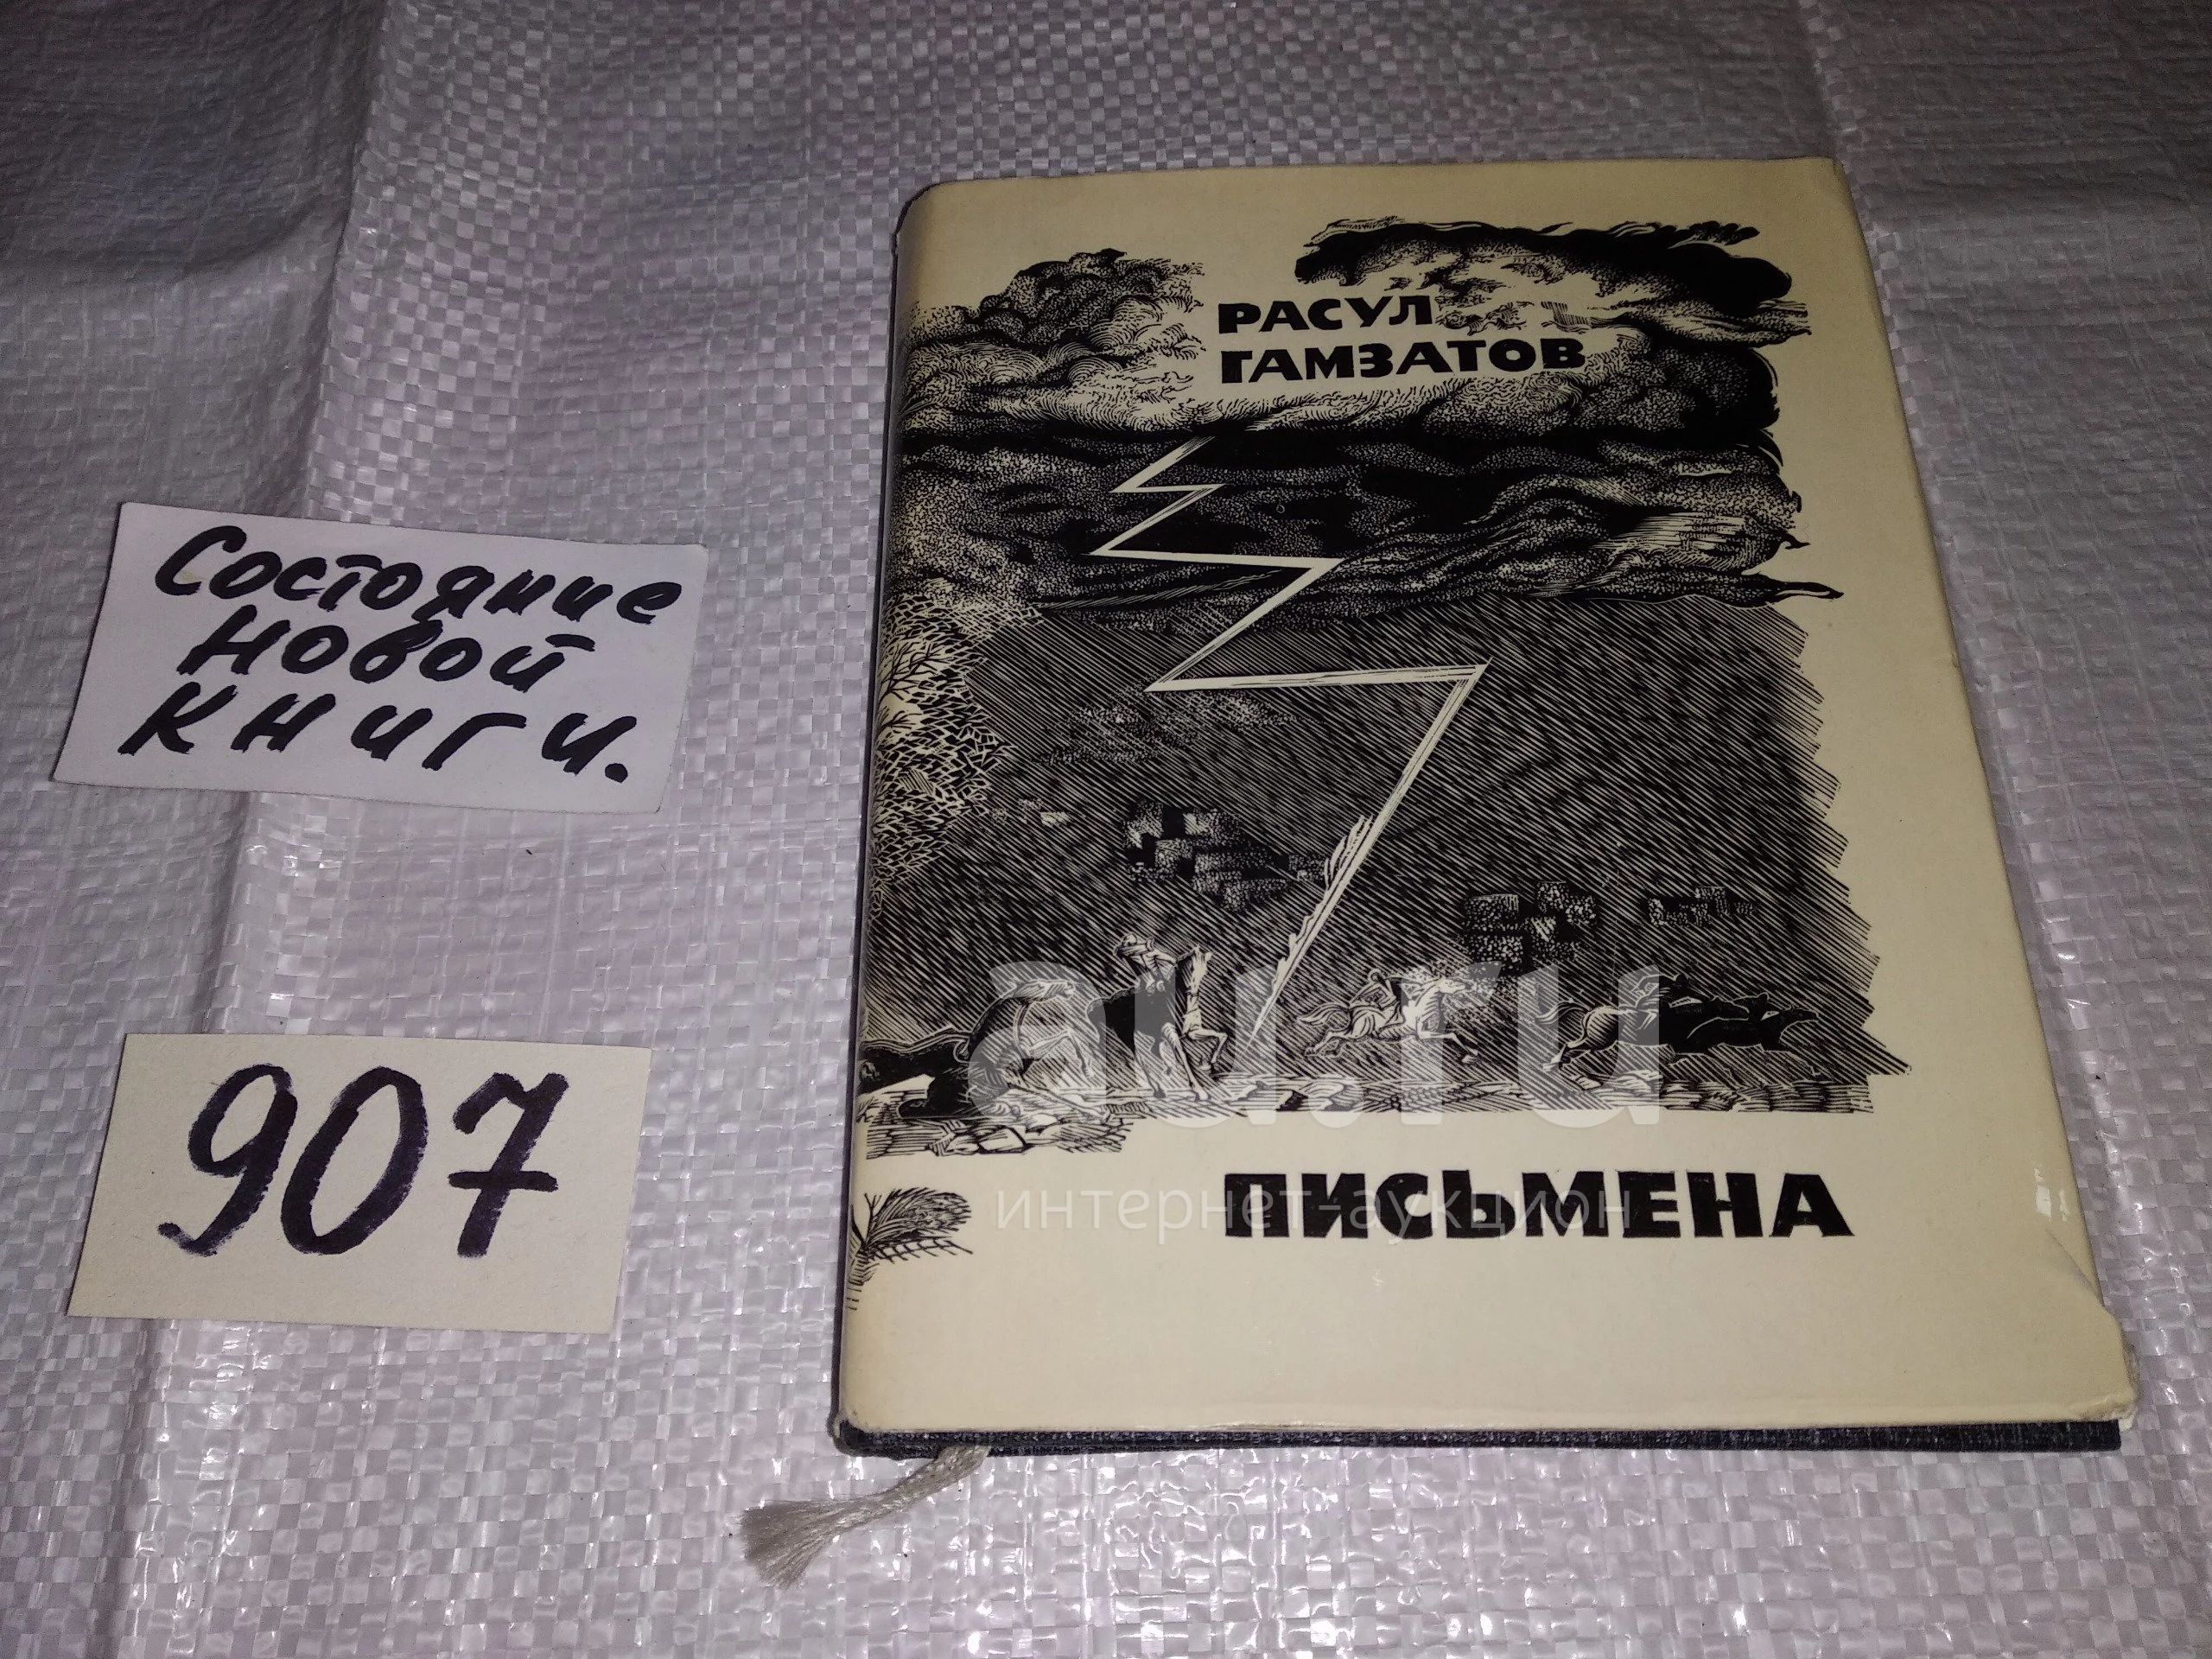 Состояние
новой
книги.
907
РАСУЛ
ГАМЗАТОВ
ПИСЬМЕНА
au.ru
интернет-аукцион